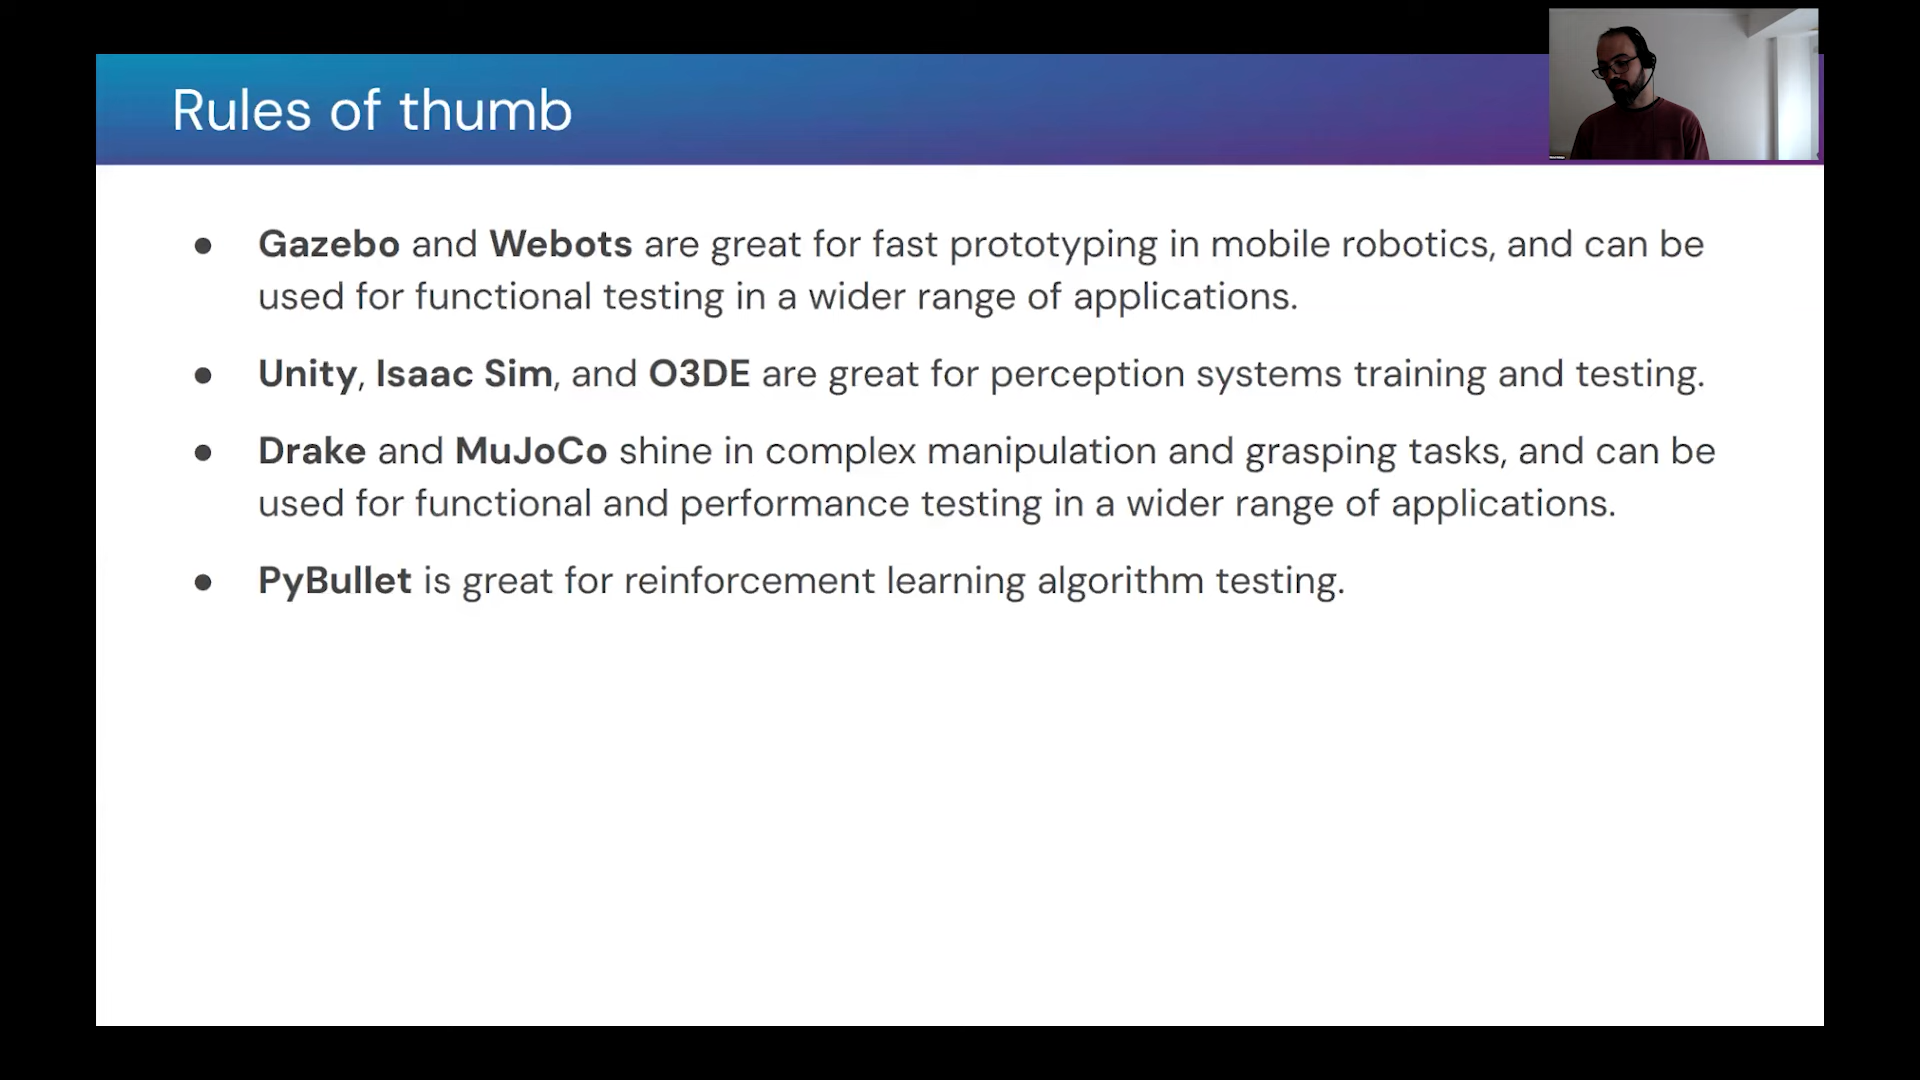 Rules of thumb
● Gazebo and Webots are great for fast prototyping in mobile robotics, and can be
used for functional testing in a wider range of applications.
● Unity, Isaac Sim, and O3DE are great for perception systems training and testing.
● Drake and MuJoCo shine in complex manipulation and grasping tasks, and can be
used for functional and performance testing in a wider range of applications.
● PyBullet is great for reinforcement learning algorithm testing.